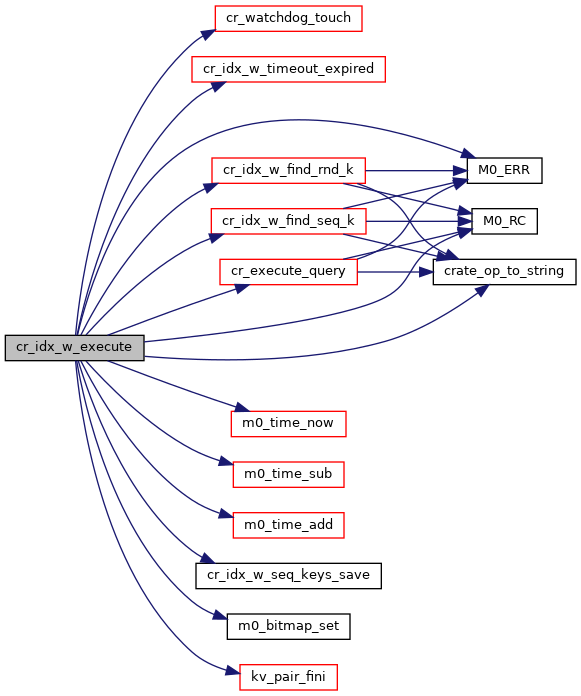 cr_watchdog_touch
cr_idx_w_timeout_expired
cr_idx_w_find_rnd_k
M0_ERR
cr_idx_w_find_seq_k
M0_RC
cr_execute_query
crate_op_to_string
cr_idx_w_execute
m0_time_now
m0_time_sub
m0_time_add
cr_idx_w_seq_keys_save
m0_bitmap_set
kv_pair_fini